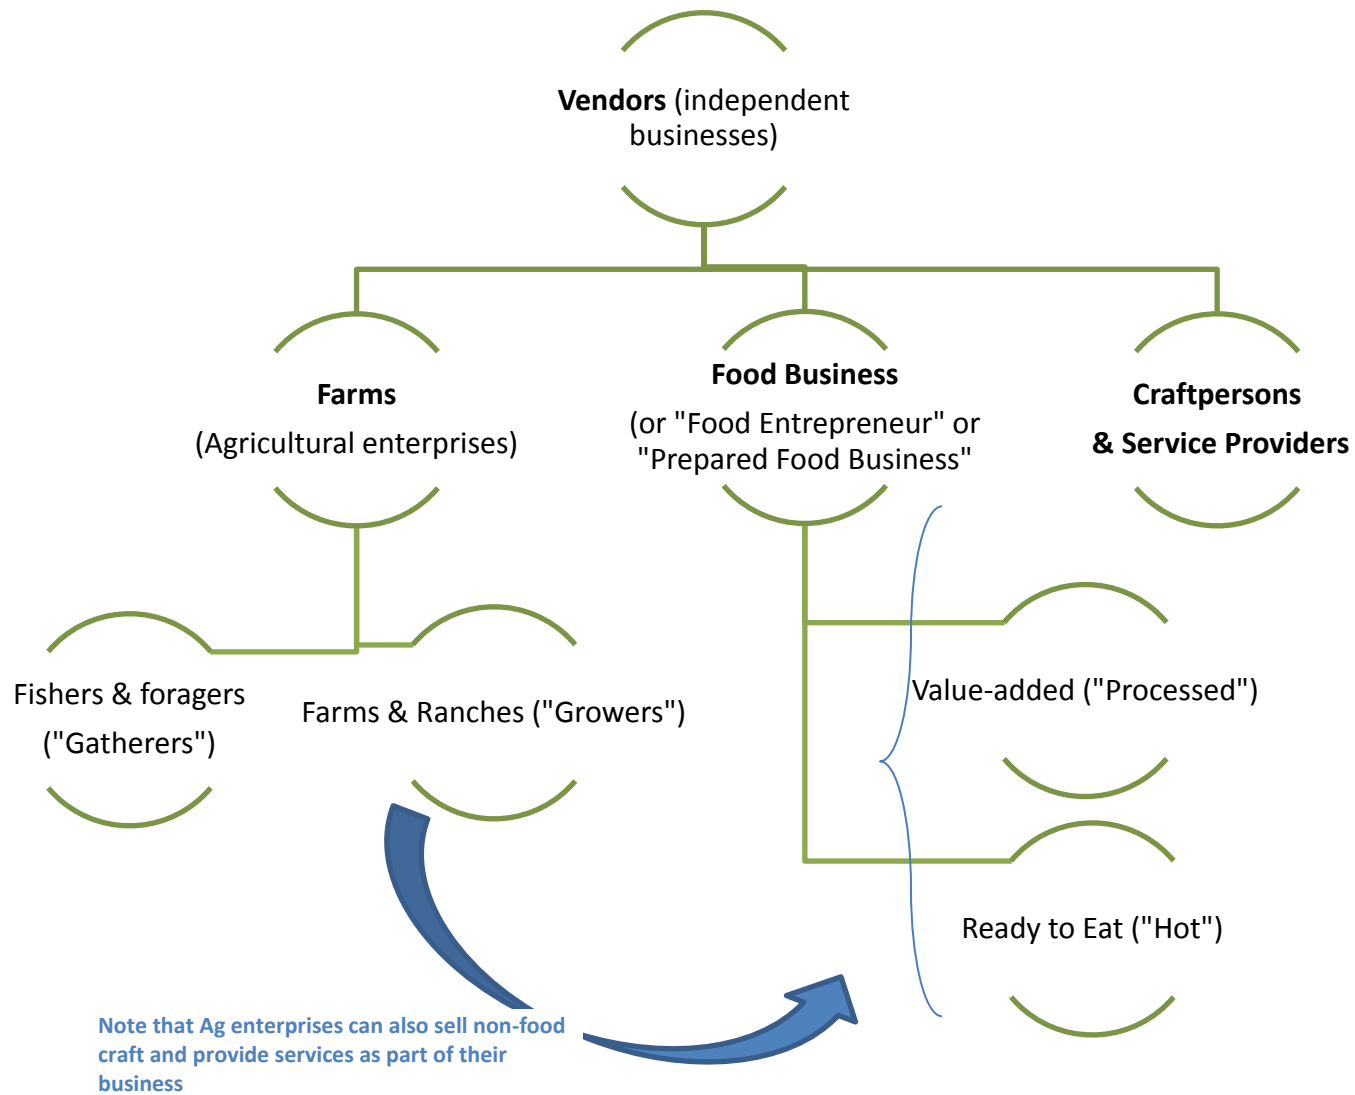 Vendors (independent
businesses)
Farms
(Agricultural enterprises)
Food Business
(or "Food Entrepreneur" or
"Prepared Food Business"
Craftpersons
& Service Providers
Fishers & foragers
("Gatherers")
Farms & Ranches ("Growers")
Value-added ("Processed")
Ready to Eat ("Hot")
Note that Ag enterprises can also sell non-food
craft and provide services as part of their
business